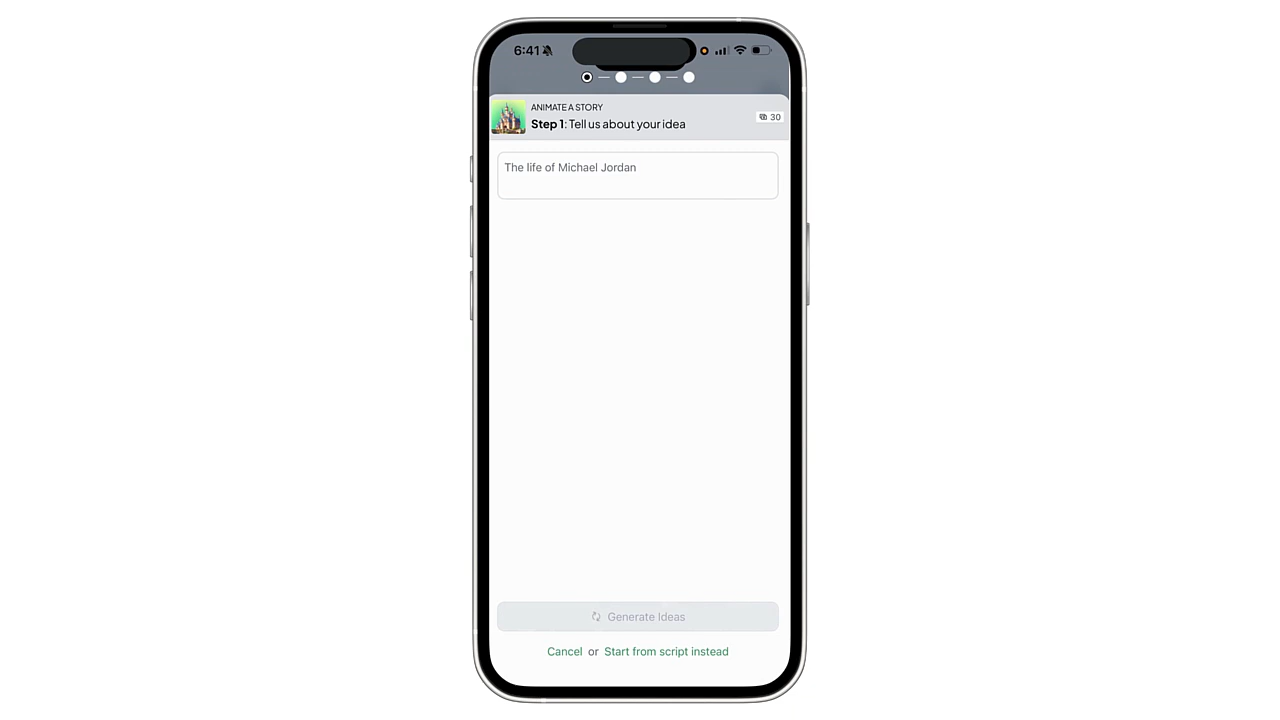 6:41
ANIMATE A STORY
Step 1: Tell us about your idea
30
The life of Michael Jordan
Generate Ideas
Cancel or Start from script instead